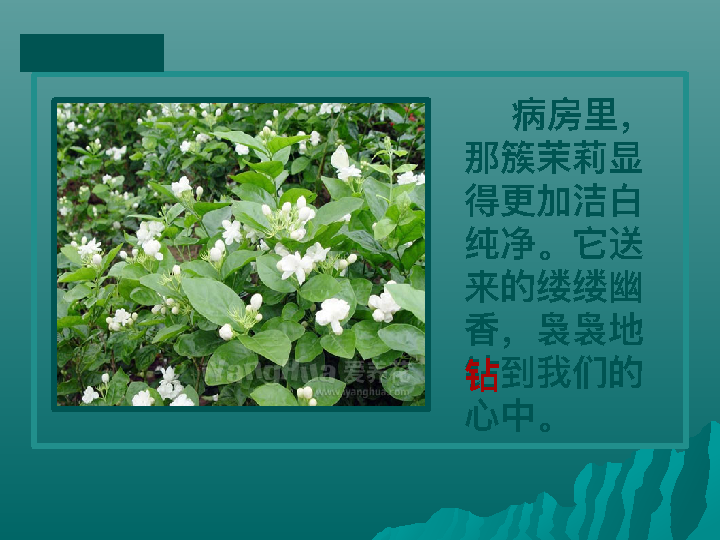 病房里，
那簇茉莉显
得更加洁白
纯净。它送
来的缕缕幽
香，袅袅地
钻到我们的
心中。
Iyanghua 爱养花
www.iyanghua.com